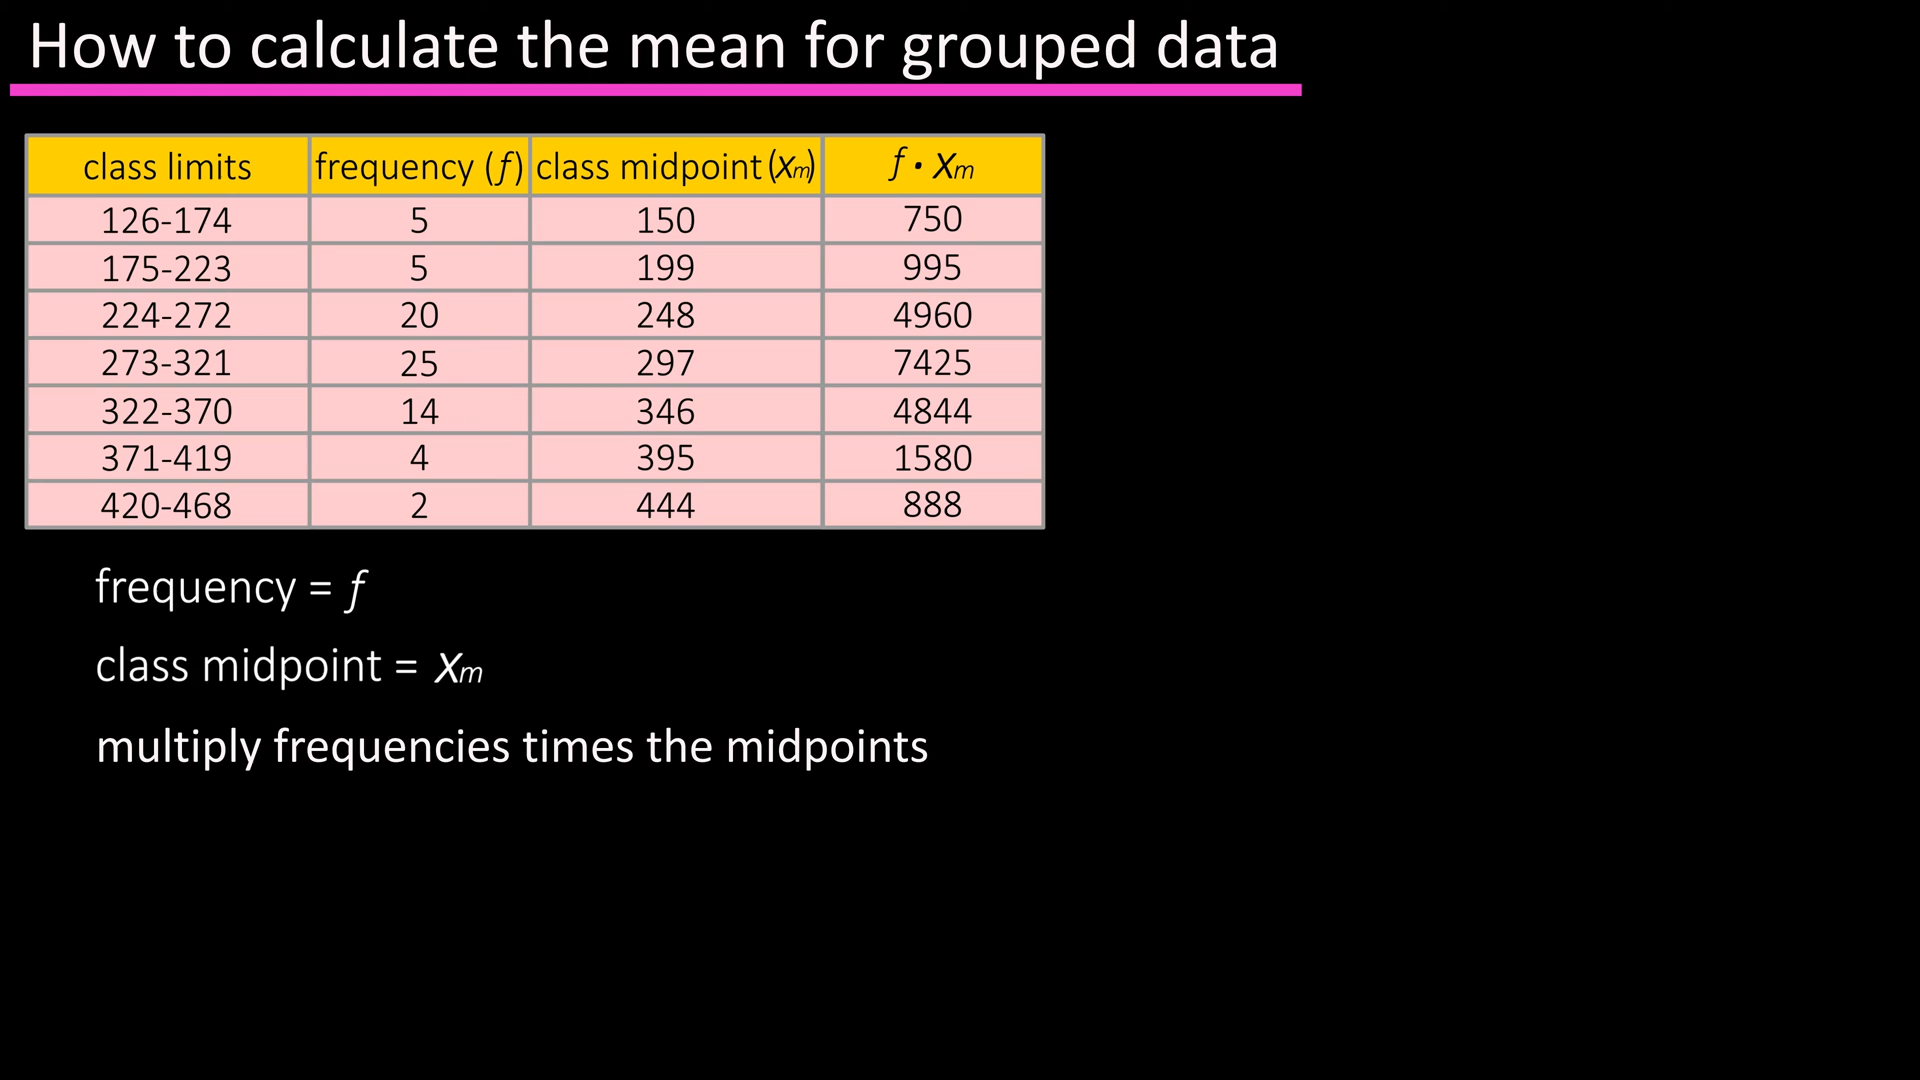 How to calculate the mean for grouped data
class limits frequency (f) class midpoint (xm) f · xm
126-174 5 150 750
175-223 5 199 995
224-272 20 248 4960
273-321 25 297 7425
322-370 14 346 4844
371-419 4 395 1580
420-468 2 444 888
frequency = f
class midpoint = xm
multiply frequencies times the midpoints